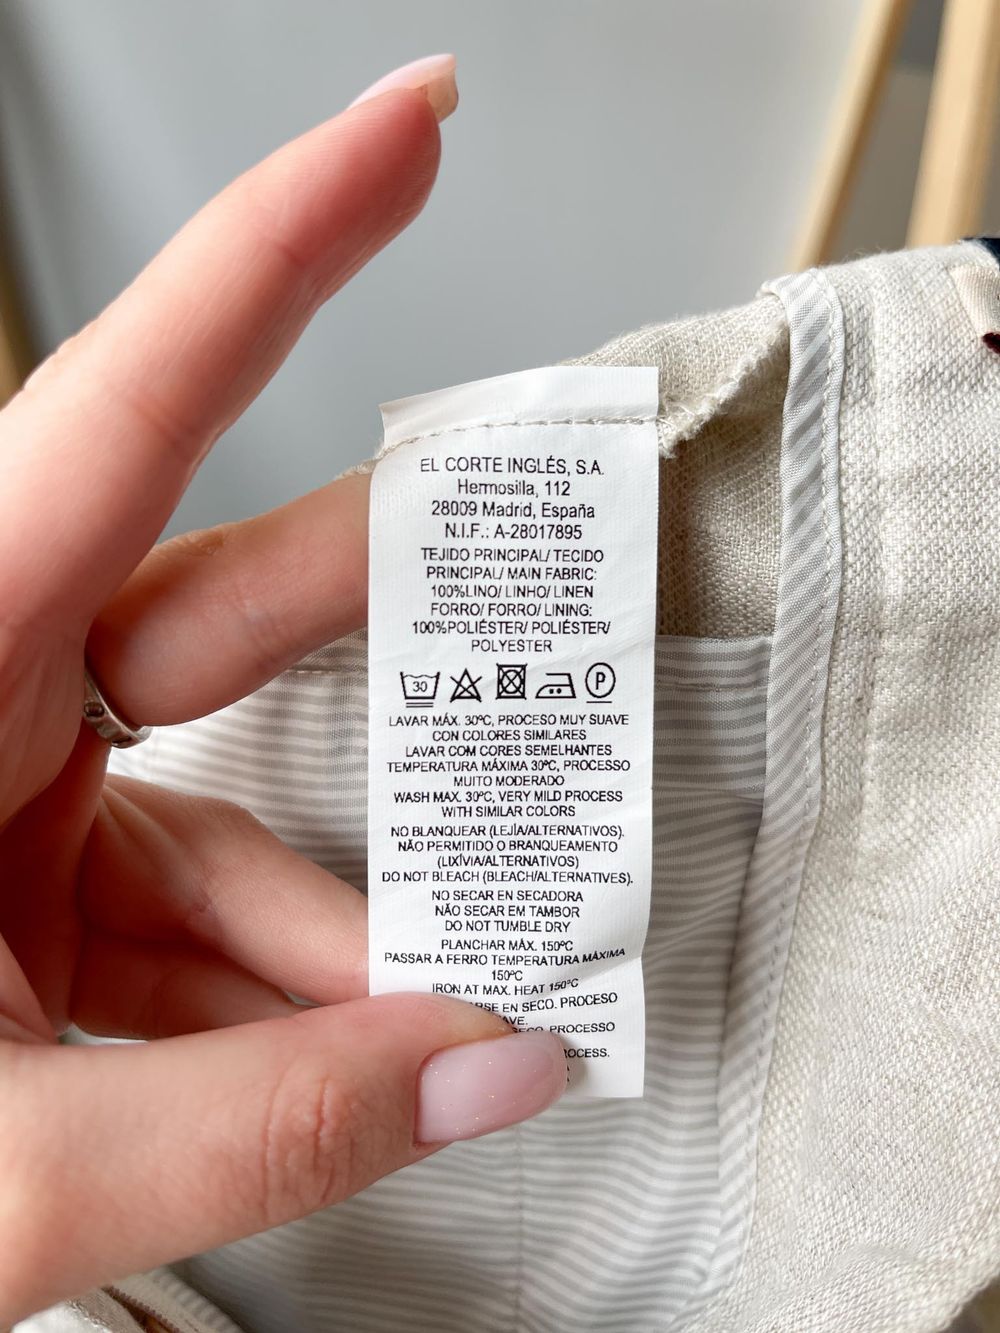 EL CORTE INGLÉS, S.A.
Hermosilla, 112
28009 Madrid, España
N.I.F.: A-28017895
TEJIDO PRINCIPAL/ TECIDO
PRINCIPAL/ MAIN FABRIC:
100%LINO/ LINHO/ LINEN
FORRO/ FORRO/ LINING:
100%POLIÉSTER/ POLIÉSTER/
POLYESTER
30 P
LAVAR MÁX. 30ºC, PROCESO MUY SUAVE
CON COLORES SIMILARES
LAVAR COM CORES SEMELHANTES
TEMPERATURA MÁXIMA 30ºC, PROCESSO
MUITO MODERADO
WASH MAX. 30ºC, VERY MILD PROCESS
WITH SIMILAR COLORS
NO BLANQUEAR (LEJÍA/ALTERNATIVOS).
NÃO PERMITIDO O BRANQUEAMENTO
(LIXÍVIA/ALTERNATIVOS)
DO NOT BLEACH (BLEACH/ALTERNATIVES).
NO SECAR EN SECADORA
NÃO SECAR EM TAMBOR
DO NOT TUMBLE DRY
PLANCHAR MÁX. 150ºC
PASSAR A FERRO TEMPERATURA MÁXIMA
150ºC
IRON AT MAX. HEAT 150ºC
EN SECO. PROCESO
PROCESSO